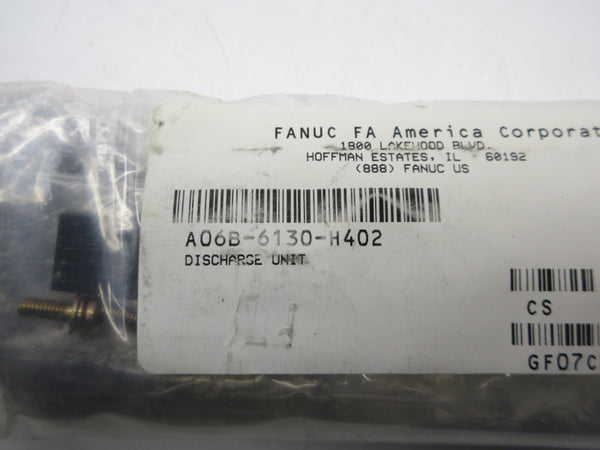 FANUC FA America Corporat
1800 LAKEWOOD BLVD.
HOFFMAN ESTATES, IL 60192
(888) FANUC US
A06B-6130-H402
DISCHARGE UNIT
CS
GF07C